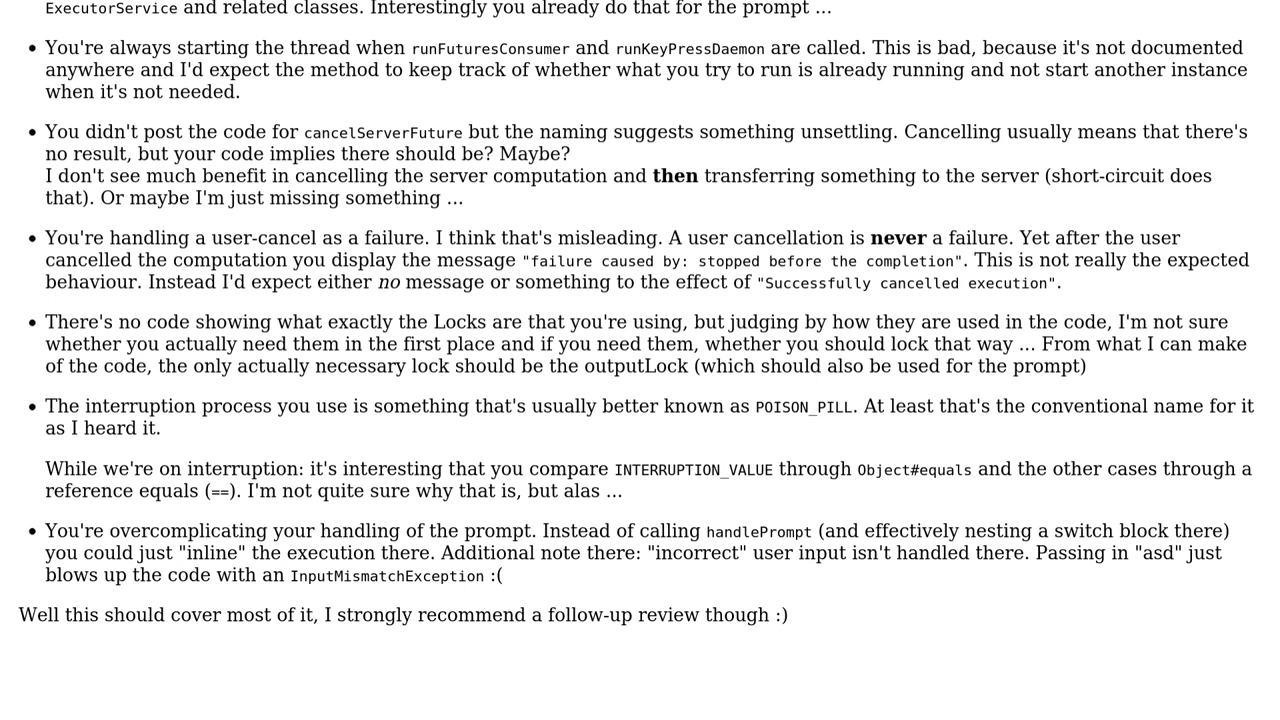 ExecutorService and related classes. Interestingly you already do that for the prompt ...
• You're always starting the thread when runFuturesConsumer and runKeyPressDaemon are called. This is bad, because it's not documented
anywhere and I'd expect the method to keep track of whether what you try to run is already running and not start another instance
when it's not needed.
• You didn't post the code for cancelServerFuture but the naming suggests something unsettling. Cancelling usually means that there's
no result, but your code implies there should be? Maybe?
I don't see much benefit in cancelling the server computation and then transferring something to the server (short-circuit does
that). Or maybe I'm just missing something ...
• You're handling a user-cancel as a failure. I think that's misleading. A user cancellation is never a failure. Yet after the user
cancelled the computation you display the message "failure caused by: stopped before the completion". This is not really the expected
behaviour. Instead I'd expect either no message or something to the effect of "Successfully cancelled execution".
• There's no code showing what exactly the Locks are that you're using, but judging by how they are used in the code, I'm not sure
whether you actually need them in the first place and if you need them, whether you should lock that way ... From what I can make
of the code, the only actually necessary lock should be the outputLock (which should also be used for the prompt)
• The interruption process you use is something that's usually better known as POISON_PILL. At least that's the conventional name for it
as I heard it.
While we're on interruption: it's interesting that you compare INTERRUPTION_VALUE through Object#equals and the other cases through a
reference equals (==). I'm not quite sure why that is, but alas ...
• You're overcomplicating your handling of the prompt. Instead of calling handlePrompt (and effectively nesting a switch block there)
you could just "inline" the execution there. Additional note there: "incorrect" user input isn't handled there. Passing in "asd" just
blows up the code with an InputMismatchException :(
Well this should cover most of it, I strongly recommend a follow-up review though :)